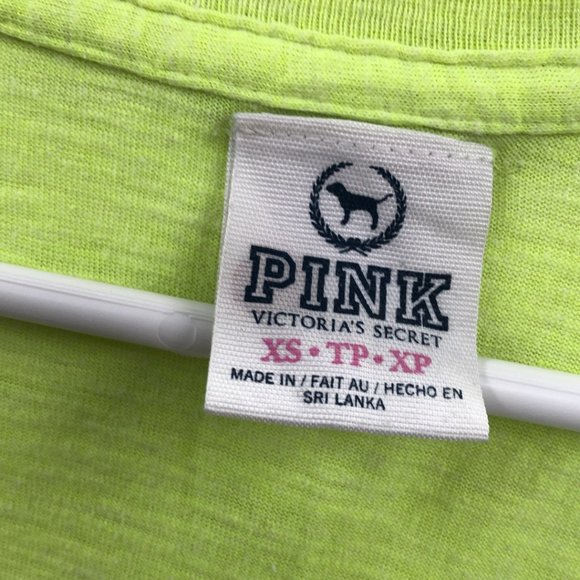 PINK
VICTORIA'S SECRET
XS • TP • XP
MADE IN / FAIT AU / HECHO EN
SRI LANKA